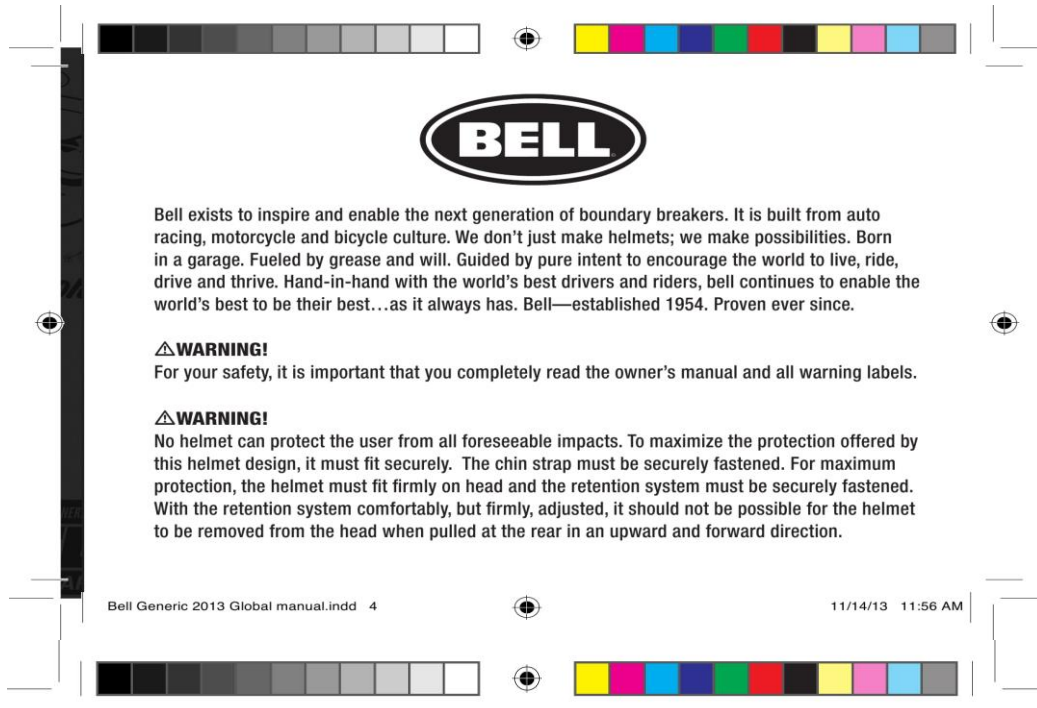 BELL
Bell exists to inspire and enable the next generation of boundary breakers. It is built from auto
racing, motorcycle and bicycle culture. We don’t just make helmets; we make possibilities. Born
in a garage. Fueled by grease and will. Guided by pure intent to encourage the world to live, ride,
drive and thrive. Hand-in-hand with the world’s best drivers and riders, bell continues to enable the
world’s best to be their best…as it always has. Bell—established 1954. Proven ever since.
⚠WARNING!
For your safety, it is important that you completely read the owner’s manual and all warning labels.
⚠WARNING!
No helmet can protect the user from all foreseeable impacts. To maximize the protection offered by
this helmet design, it must fit securely.  The chin strap must be securely fastened. For maximum
protection, the helmet must fit firmly on head and the retention system must be securely fastened.
With the retention system comfortably, but firmly, adjusted, it should not be possible for the helmet
to be removed from the head when pulled at the rear in an upward and forward direction.
Bell Generic 2013 Global manual.indd   4
11/14/13   11:56 AM